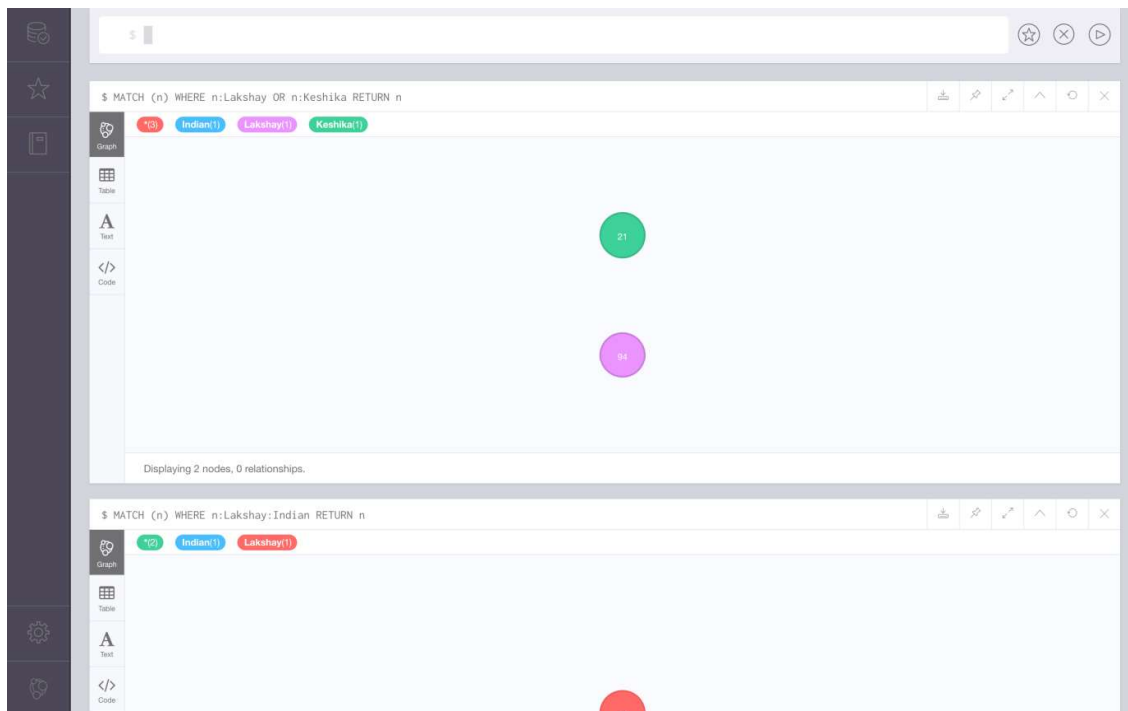 $
$ MATCH (n) WHERE n:Lakshay OR n:Keshika RETURN n
Graph
*(3) Indian(1) Lakshay(1) Keshika(1)
Table
A
Text
</>
Code
21
94
Displaying 2 nodes, 0 relationships.
$ MATCH (n) WHERE n:Lakshay:Indian RETURN n
Graph
*(2) Indian(1) Lakshay(1)
Table
A
Text
</>
Code